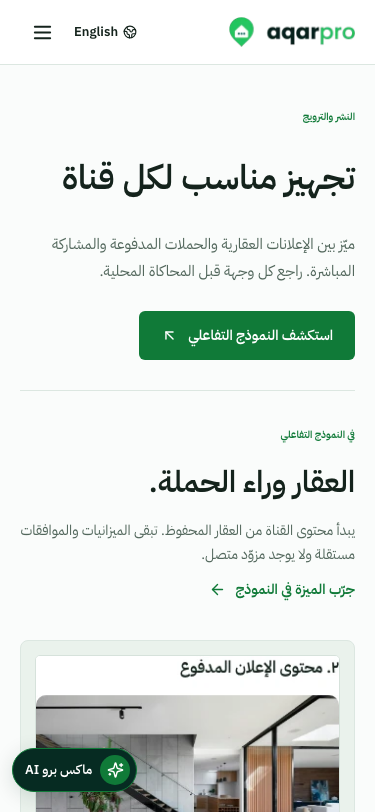 aqarpro
English
النشر والترويج
تجهيز مناسب لكل قناة
ميّز بين الإعلانات العقارية والحملات المدفوعة والمشاركة
المباشرة. راجع كل وجهة قبل المحاكاة المحلية.
استكشف النموذج التفاعلي
في النموذج التفاعلي
العقار وراء الحملة.
يبدأ محتوى القناة من العقار المحفوظ. تبقى الميزانيات والموافقات
مستقلة ولا يوجد مزوّد متصل.
جرّب الميزة في النموذج
٢. محتوى الإعلان المدفوع
ماكس برو AI